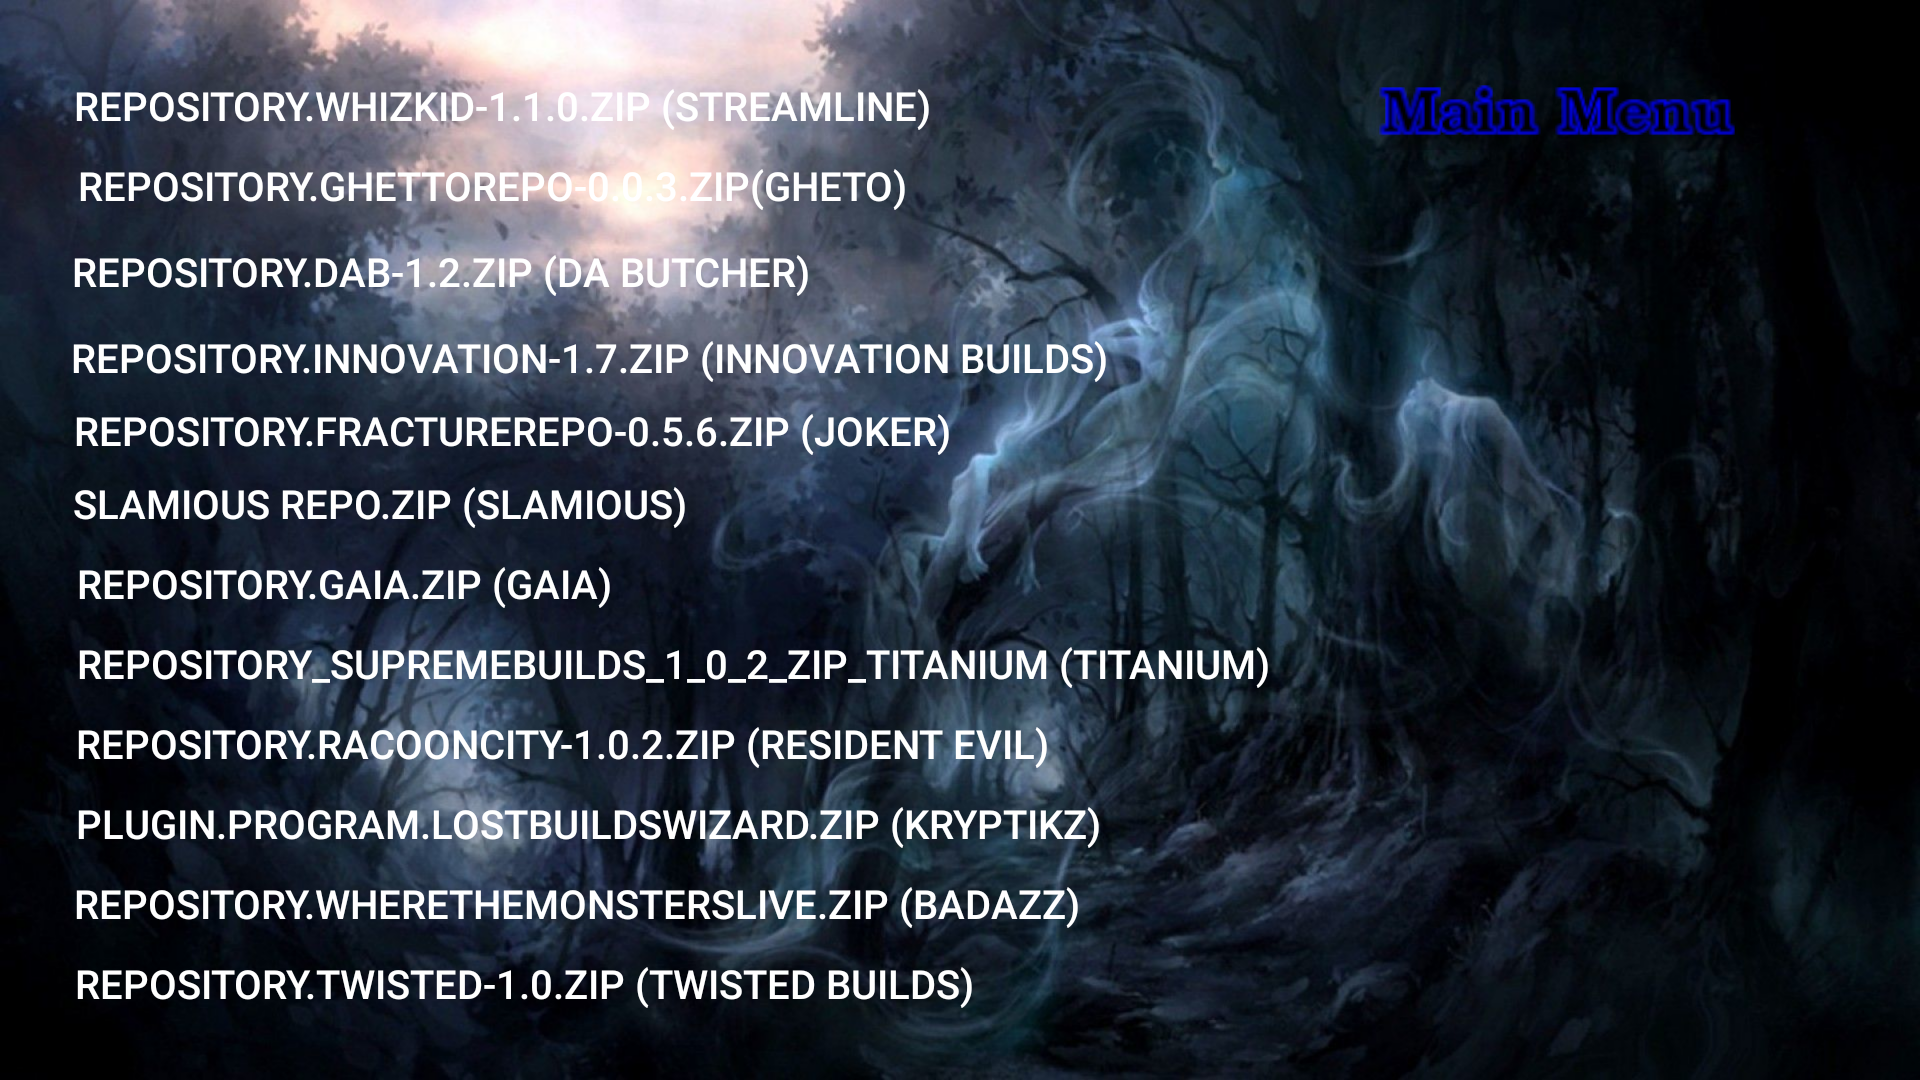 REPOSITORY.WHIZKID-1.1.0.ZIP (STREAMLINE)
Main Menu
REPOSITORY.GHETTOREPO-0.0.3.ZIP(GHETO)
REPOSITORY.DAB-1.2.ZIP (DA BUTCHER)
REPOSITORY.INNOVATION-1.7.ZIP (INNOVATION BUILDS)
REPOSITORY.FRACTUREREPO-0.5.6.ZIP (JOKER)
SLAMIOUS REPO.ZIP (SLAMIOUS)
REPOSITORY.GAIA.ZIP (GAIA)
REPOSITORY_SUPREMEBUILDS_1_0_2_ZIP_TITANIUM (TITANIUM)
REPOSITORY.RACOONCITY-1.0.2.ZIP (RESIDENT EVIL)
PLUGIN.PROGRAM.LOSTBUILDSWIZARD.ZIP (KRYPTIKZ)
REPOSITORY.WHERETHEMONSTERSLIVE.ZIP (BADAZZ)
REPOSITORY.TWISTED-1.0.ZIP (TWISTED BUILDS)